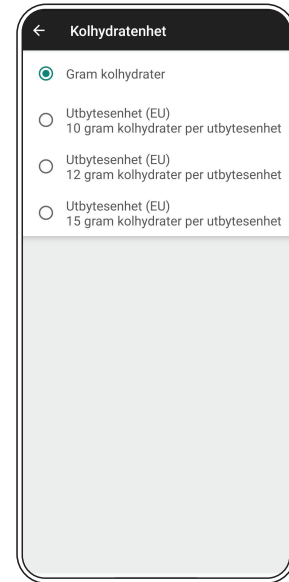 Kolhydratenhet
Gram kolhydrater
Utbytesenhet (EU)
10 gram kolhydrater per utbytesenhet
Utbytesenhet (EU)
12 gram kolhydrater per utbytesenhet
Utbytesenhet (EU)
15 gram kolhydrater per utbytesenhet